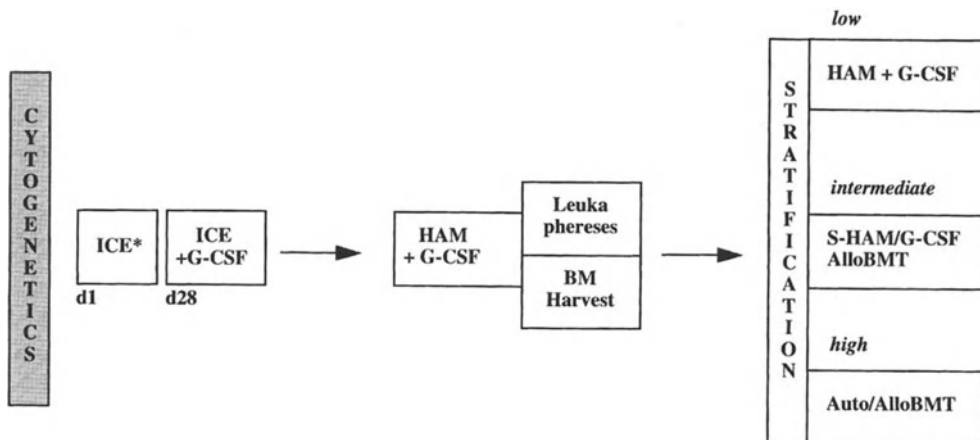 CYTOGENETICS
ICE*
d1
ICE
+G-CSF
d28
HAM
+ G-CSF
Leuka
phereses
BM
Harvest
STRATIFICATION
low
HAM + G-CSF
intermediate
S-HAM/G-CSF
AlloBMT
high
Auto/AlloBMT